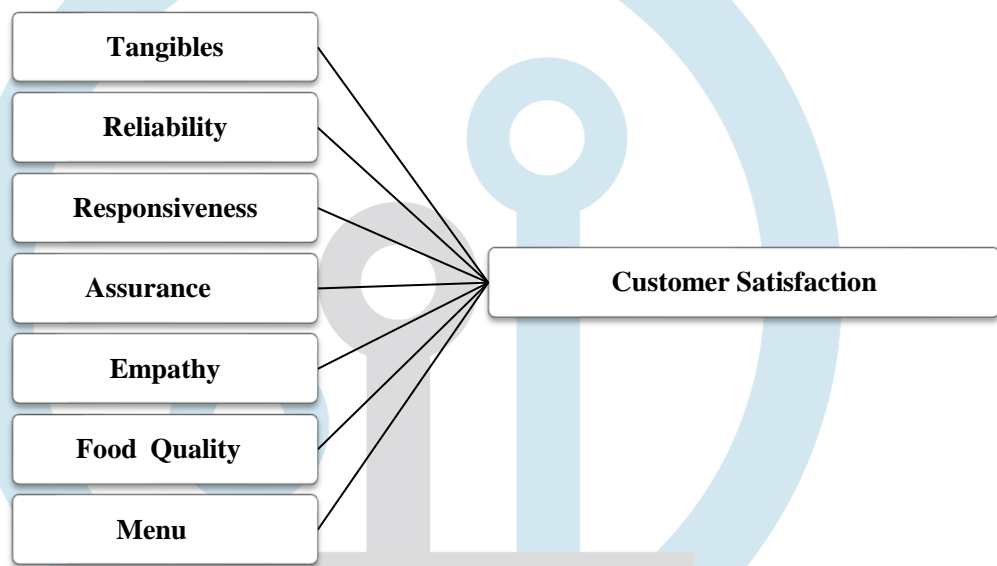 Tangibles
Reliability
Responsiveness
Assurance
Empathy
Food Quality
Menu
Customer Satisfaction